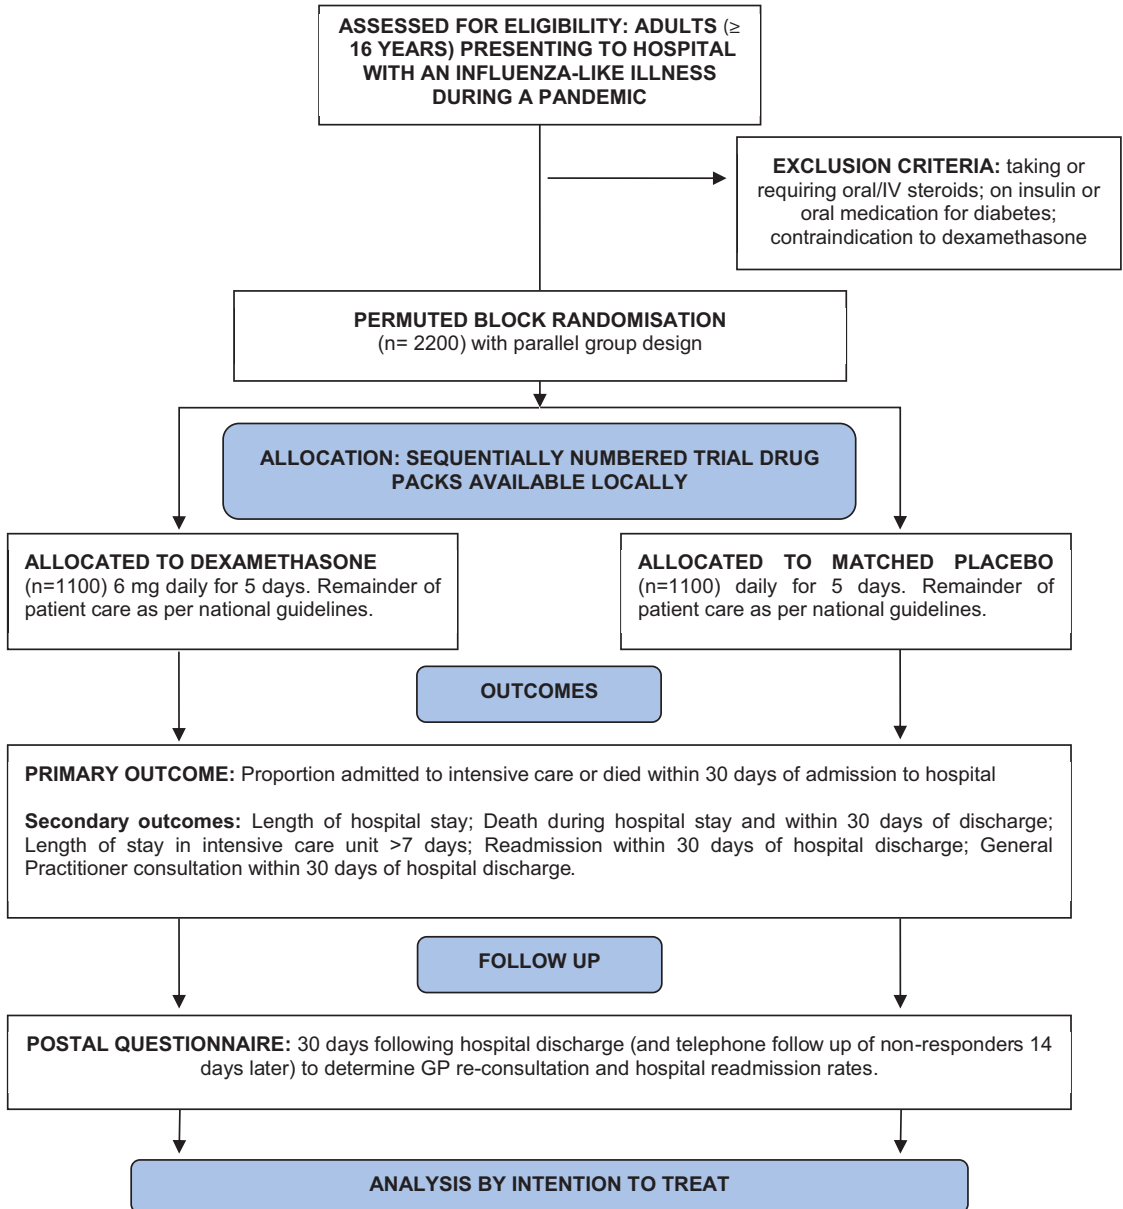 ASSESSED FOR ELIGIBILITY: ADULTS (≥
16 YEARS) PRESENTING TO HOSPITAL
WITH AN INFLUENZA-LIKE ILLNESS
DURING A PANDEMIC
EXCLUSION CRITERIA: taking or
requiring oral/IV steroids; on insulin or
oral medication for diabetes;
contraindication to dexamethasone
PERMUTED BLOCK RANDOMISATION
(n= 2200) with parallel group design
ALLOCATION: SEQUENTIALLY NUMBERED TRIAL DRUG
PACKS AVAILABLE LOCALLY
ALLOCATED TO DEXAMETHASONE
(n=1100) 6 mg daily for 5 days. Remainder of
patient care as per national guidelines.
ALLOCATED TO MATCHED PLACEBO
(n=1100) daily for 5 days. Remainder of
patient care as per national guidelines.
OUTCOMES
PRIMARY OUTCOME: Proportion admitted to intensive care or died within 30 days of admission to hospital
Secondary outcomes: Length of hospital stay; Death during hospital stay and within 30 days of discharge;
Length of stay in intensive care unit >7 days; Readmission within 30 days of hospital discharge; General
Practitioner consultation within 30 days of hospital discharge.
FOLLOW UP
POSTAL QUESTIONNAIRE: 30 days following hospital discharge (and telephone follow up of non-responders 14
days later) to determine GP re-consultation and hospital readmission rates.
ANALYSIS BY INTENTION TO TREAT